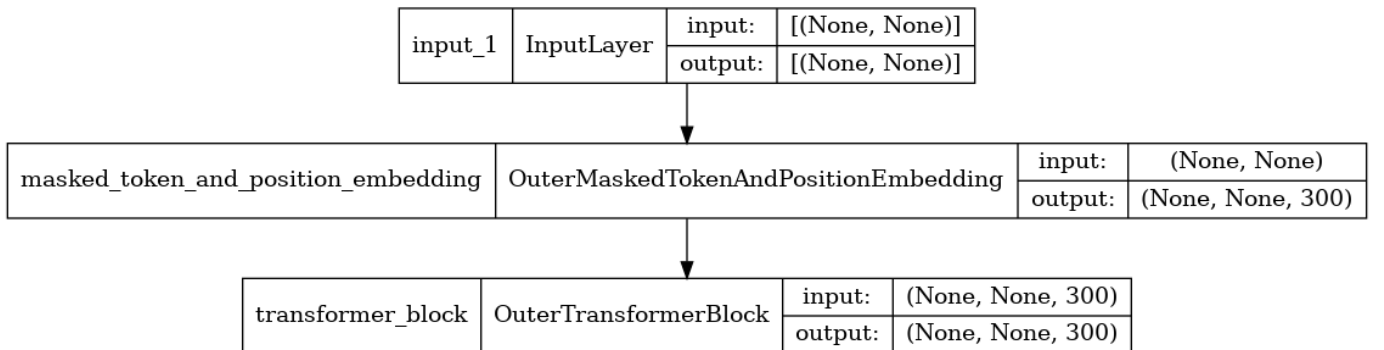 input_1 InputLayer input: [(None, None)]
output: [(None, None)]
masked_token_and_position_embedding OuterMaskedTokenAndPositionEmbedding input: (None, None)
output: (None, None, 300)
transformer_block OuterTransformerBlock input: (None, None, 300)
output: (None, None, 300)